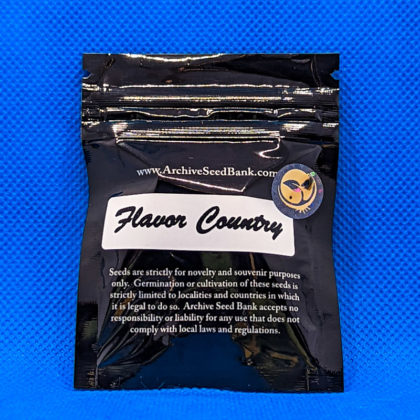 www.ArchiveSeedBank.com
Flavor Country
Seeds are strictly for novelty and souvenir purposes
only. Germination or cultivation of these seeds is
strictly limited to localities and countries in which
it is legal to do so. Archive Seed Bank accepts no
responsibility or liability for any use that does not
comply with local laws and regulations.